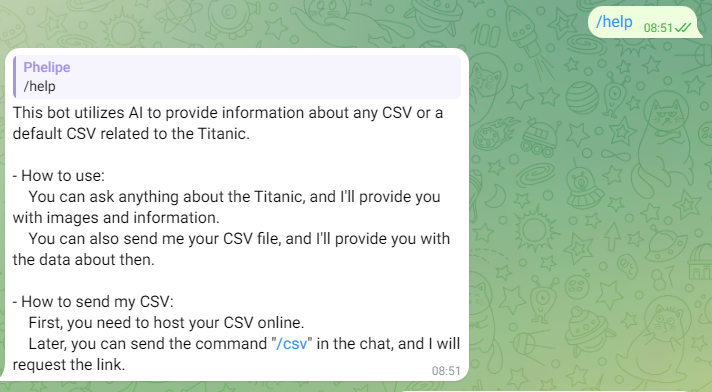 /help
08:51
Phelipe
/help
This bot utilizes AI to provide information about any CSV or a
default CSV related to the Titanic.
- How to use:
You can ask anything about the Titanic, and I'll provide you
with images and information.
You can also send me your CSV file, and I'll provide you with
the data about then.
- How to send my CSV:
First, you need to host your CSV online.
Later, you can send the command "/csv" in the chat, and I will
request the link.
08:51